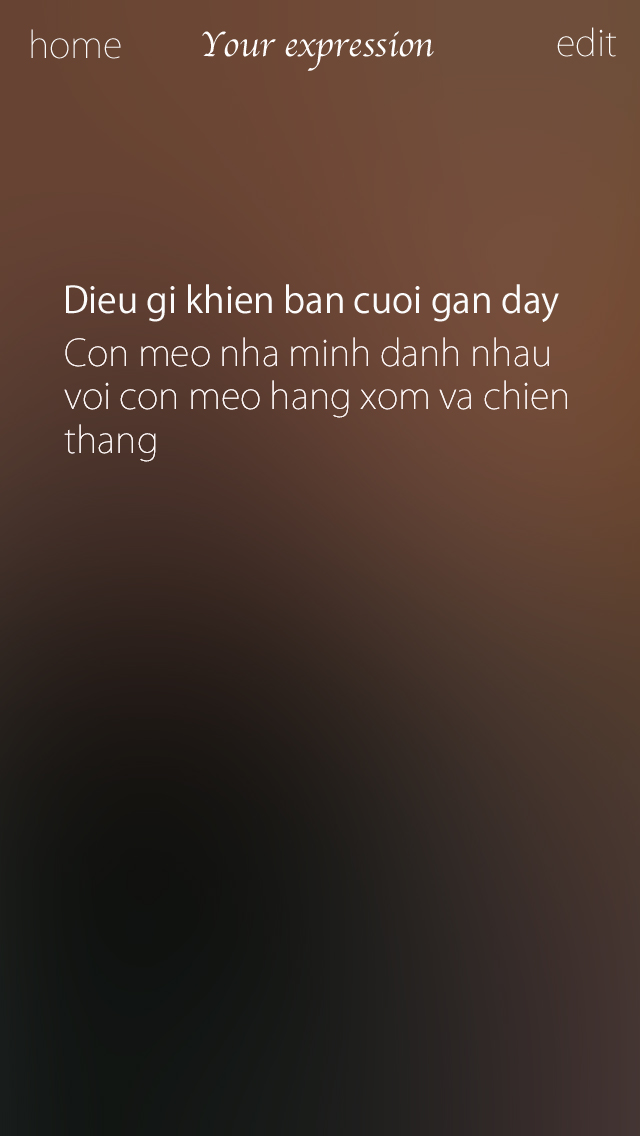 home Your expression edit
Dieu gi khien ban cuoi gan day
Con meo nha minh danh nhau
voi con meo hang xom va chien
thang